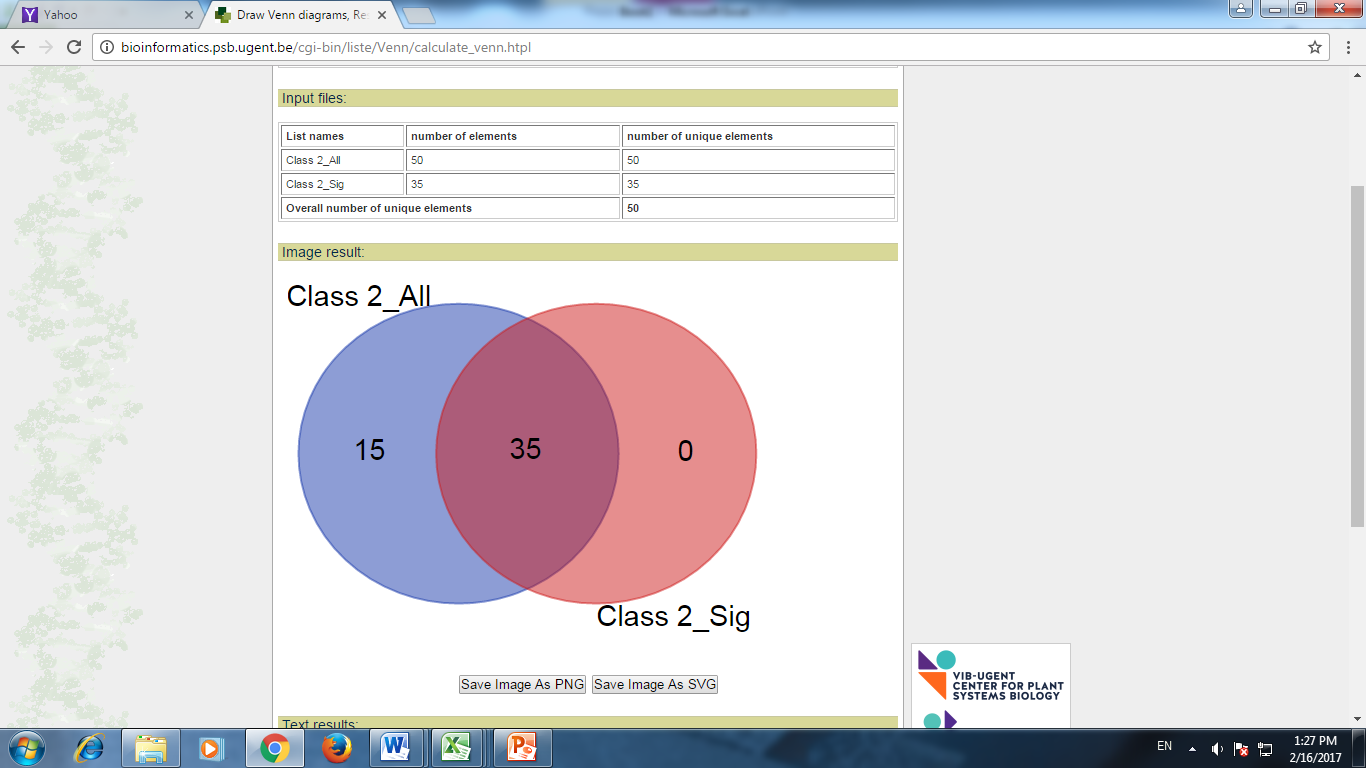 Yahoo
Draw Venn diagrams, Re
bioinformatics.psb.ugent.be/cgi-bin/liste/Venn/calculate_venn.htpl
Input files:
List names number of elements number of unique elements
Class 2_All 50 50
Class 2_Sig 35 35
Overall number of unique elements 50
Image result:
Class 2_All
15 35 0
Class 2_Sig
Save Image As PNG Save Image As SVG
VIB-UGENT
CENTER FOR PLANT
SYSTEMS BIOLOGY
Text results:
EN
1:27 PM
2/16/2017